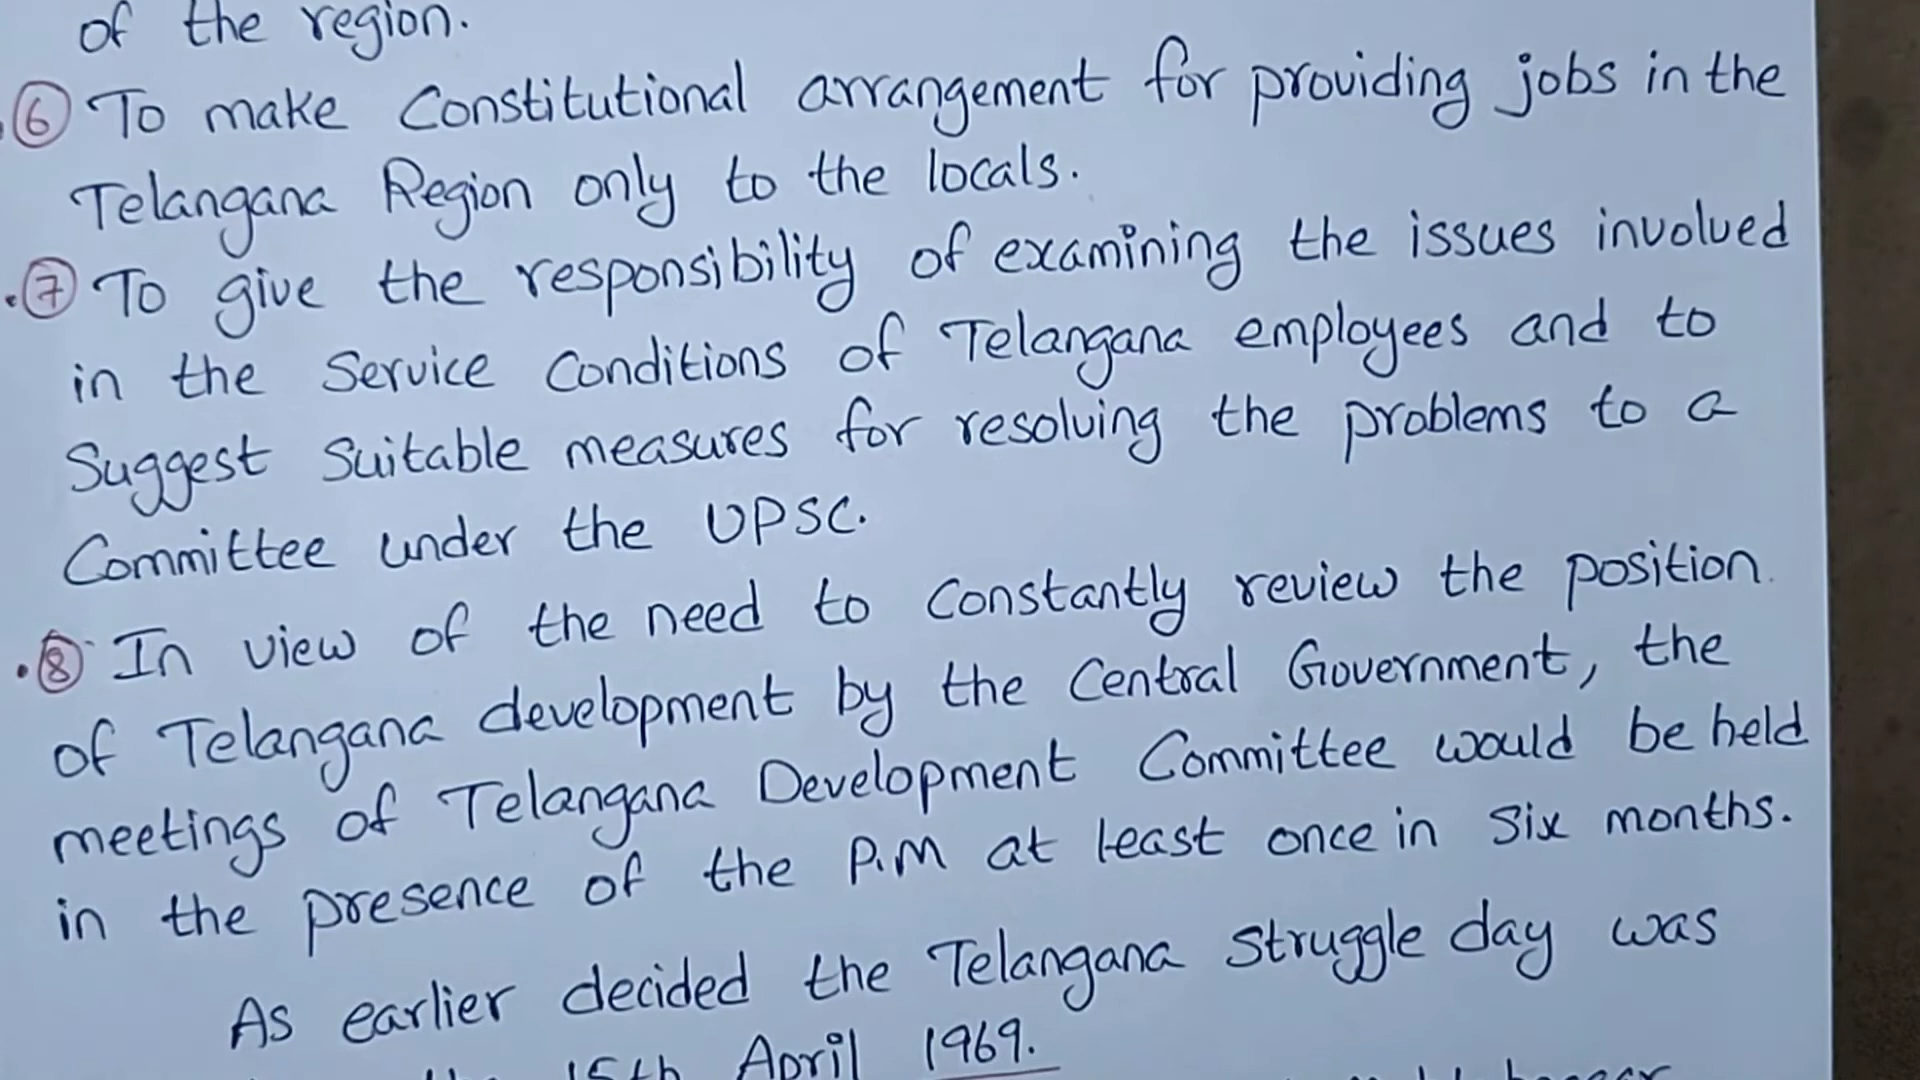 of the region.
⑥ To make Constitutional arrangement for providing jobs in the
Telangana Region only to the locals.
.⑦ To give the responsibility of examining the issues involved
in the Service Conditions of Telangana employees and to
Suggest Suitable measures for resolving the problems to a
Committee under the UPSC.
.⑧ In view of the need to Constantly review the position
of Telangana development by the Central Government, the
meetings of Telangana Development Committee would be held
in the presence of the P.M at least once in Six months.
As earlier decided the Telangana Struggle day was
the 15th April 1969.